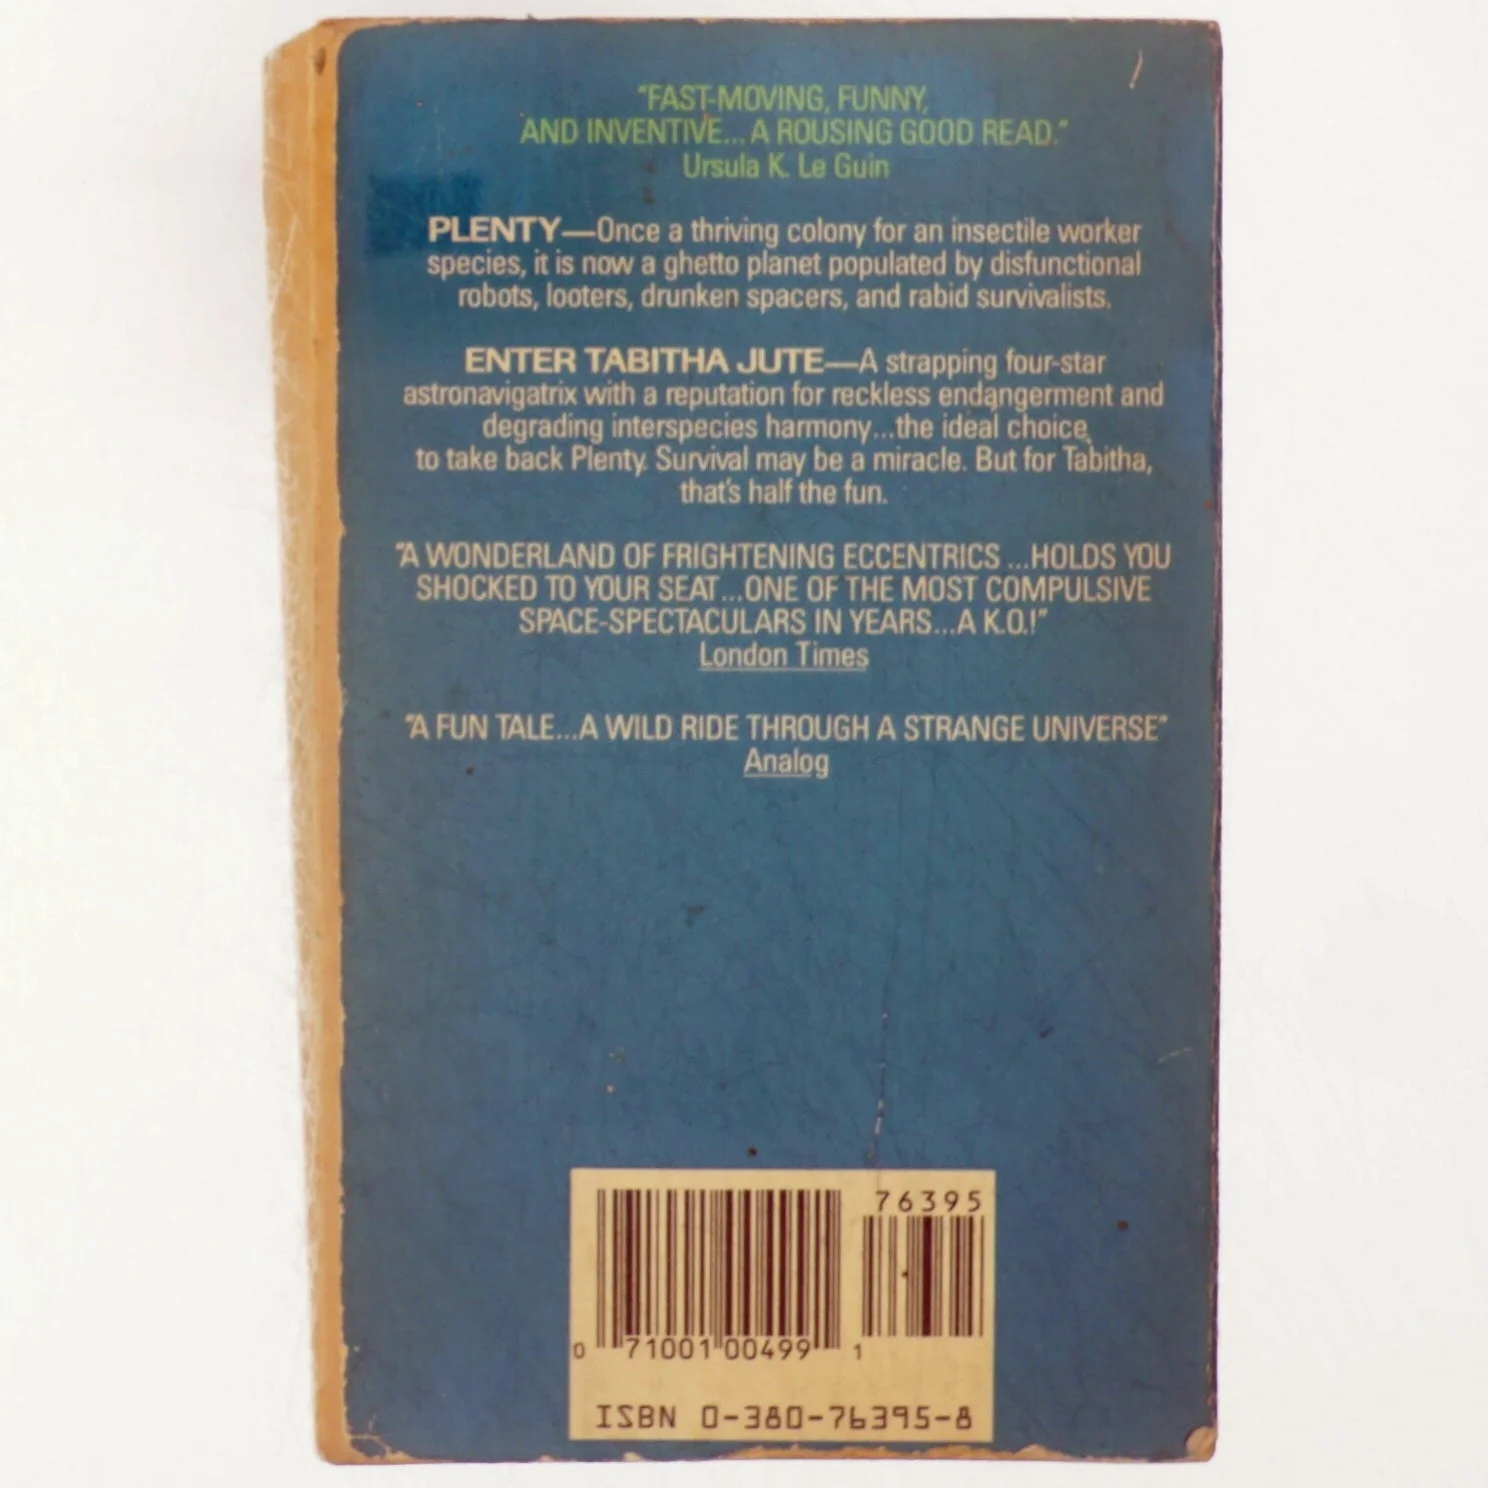 "FAST-MOVING, FUNNY,
AND INVENTIVE... A ROUSING GOOD READ."
Ursula K. Le Guin
PLENTY—Once a thriving colony for an insectile worker
species, it is now a ghetto planet populated by disfunctional
robots, looters, drunken spacers, and rabid survivalists.
ENTER TABITHA JUTE—A strapping four-star
astronavigatrix with a reputation for reckless endangerment and
degrading interspecies harmony...the ideal choice
to take back Plenty. Survival may be a miracle. But for Tabitha,
that's half the fun.
"A WONDERLAND OF FRIGHTENING ECCENTRICS ...HOLDS YOU
SHOCKED TO YOUR SEAT...ONE OF THE MOST COMPULSIVE
SPACE-SPECTACULARS IN YEARS...A K.O.!"
London Times
"A FUN TALE...A WILD RIDE THROUGH A STRANGE UNIVERSE"
Analog
76395
0 71001 00499 1
ISBN 0-380-76395-8